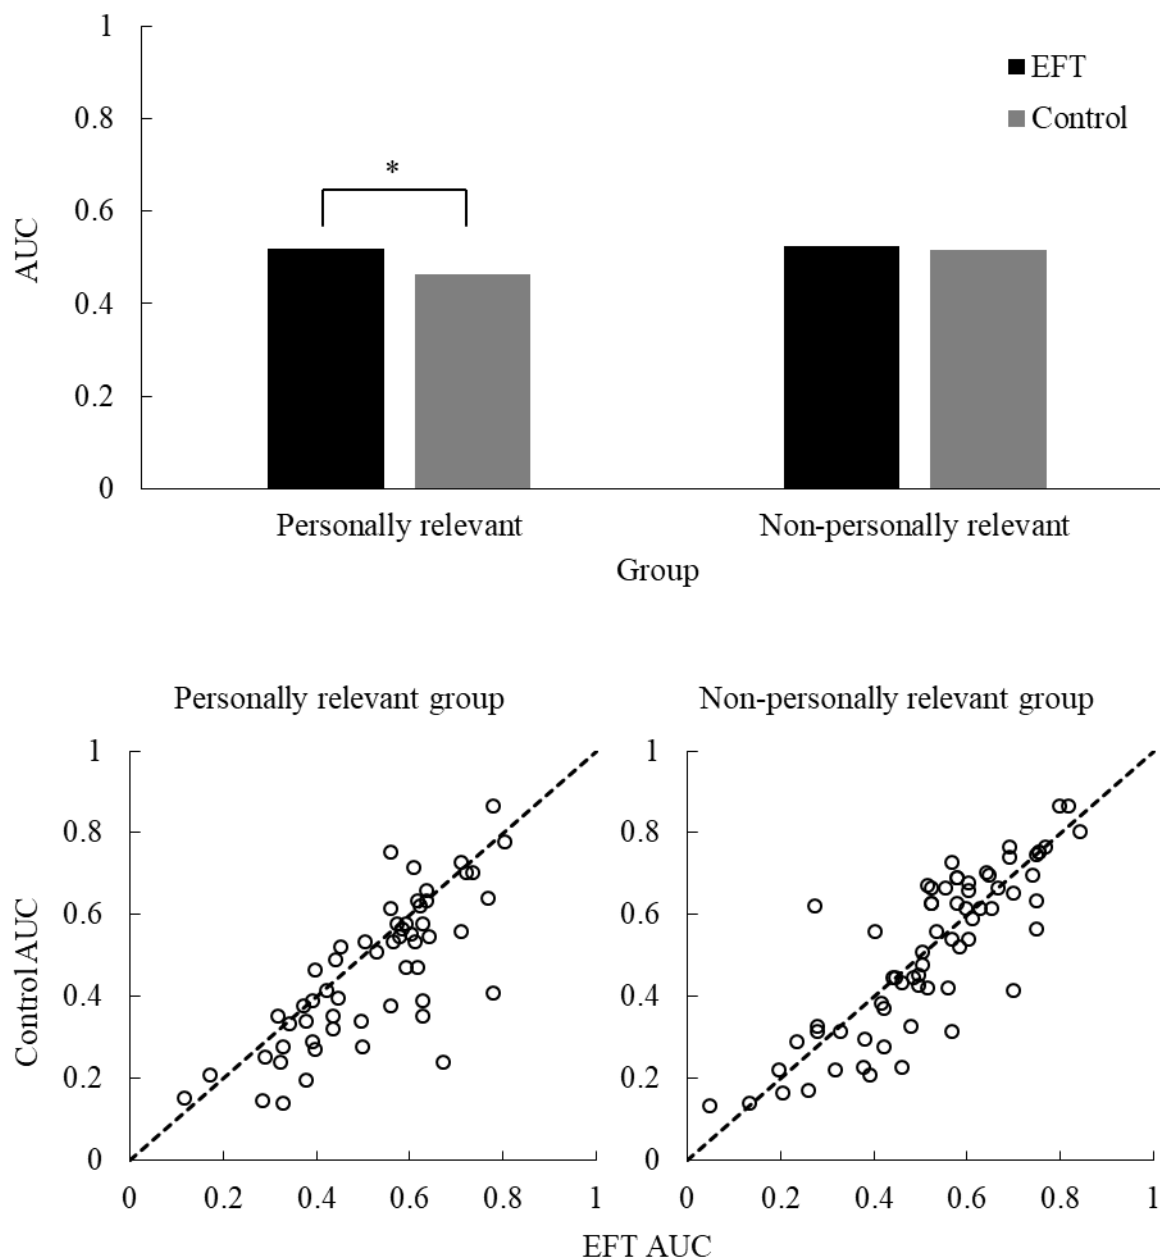 1
EFT
0.8
Control
*
0.6
AUC
0.4
0.2
0
Personally relevant
Non-personally relevant
Group
Personally relevant group
Non-personally relevant group
1
1
0.8
0.8
0.6
0.6
Control AUC
0.4
0.4
0.2
0.2
0
0
0 0.2 0.4 0.6 0.8 1
0 0.2 0.4 0.6 0.8 1
EFT AUC